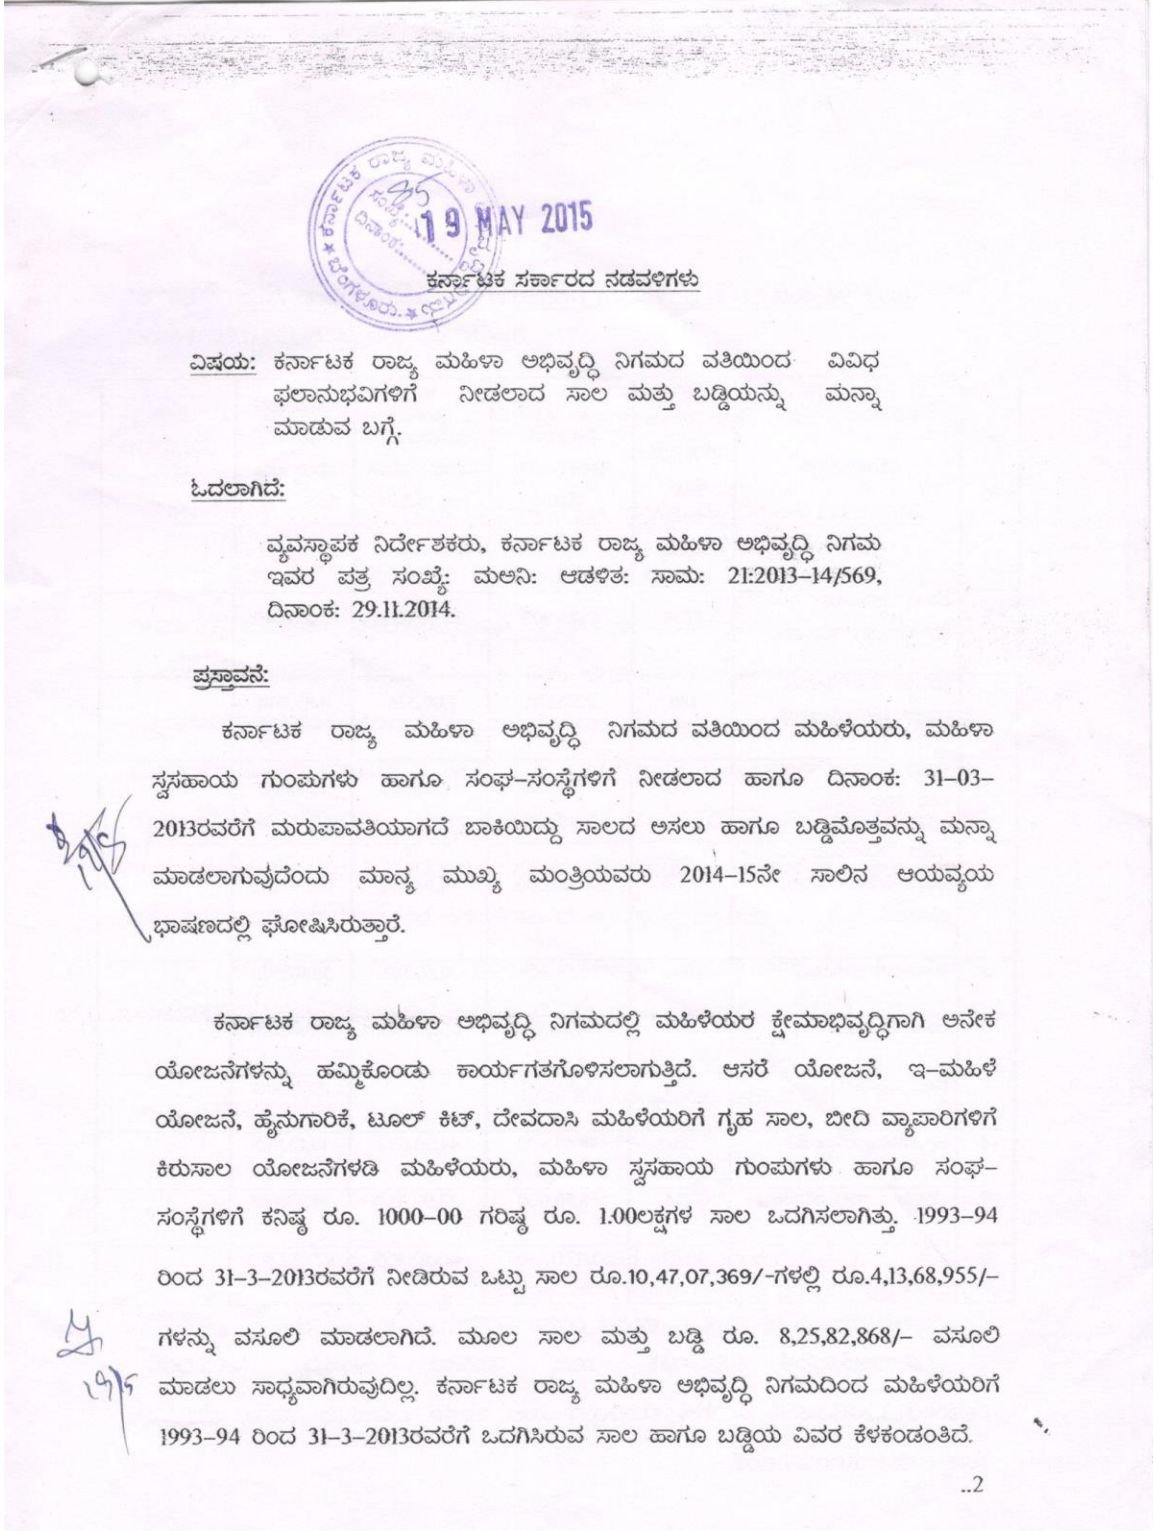 ಕರ್ನಾಟಕ ರಾಜ್ಯ ಮಹಿಳಾ
ಸಂಖ್ಯೆ: 85
ದಿನಾಂಕ:
★ ಬೆಂಗಳೂರು. ★
19 MAY 2015
ಕರ್ನಾಟಕ ಸರ್ಕಾರದ ನಡವಳಿಗಳು
ವಿಷಯ: ಕರ್ನಾಟಕ ರಾಜ್ಯ ಮಹಿಳಾ ಅಭಿವೃದ್ಧಿ ನಿಗಮದ ವತಿಯಿಂದ ವಿವಿಧ
ಫಲಾನುಭವಿಗಳಿಗೆ ನೀಡಲಾದ ಸಾಲ ಮತ್ತು ಬಡ್ಡಿಯನ್ನು ಮನ್ನಾ
ಮಾಡುವ ಬಗ್ಗೆ.
ಓದಲಾಗಿದೆ:
ವ್ಯವಸ್ಥಾಪಕ ನಿರ್ದೇಶಕರು, ಕರ್ನಾಟಕ ರಾಜ್ಯ ಮಹಿಳಾ ಅಭಿವೃದ್ಧಿ ನಿಗಮ
ಇವರ ಪತ್ರ ಸಂಖ್ಯೆ: ಮಅನಿ: ಆಡಳಿತ: ಸಾಮ: 21:2013–14/569,
ದಿನಾಂಕ: 29.11.2014.
ಪ್ರಸ್ತಾವನೆ:
ಕರ್ನಾಟಕ ರಾಜ್ಯ ಮಹಿಳಾ ಅಭಿವೃದ್ಧಿ ನಿಗಮದ ವತಿಯಿಂದ ಮಹಿಳೆಯರು, ಮಹಿಳಾ
ಸ್ವಸಹಾಯ ಗುಂಪುಗಳು ಹಾಗೂ ಸಂಘ–ಸಂಸ್ಥೆಗಳಿಗೆ ನೀಡಲಾದ ಹಾಗೂ ದಿನಾಂಕ: 31–03–
2013ರವರೆಗೆ ಮರುಪಾವತಿಯಾಗದೆ ಬಾಕಿಯಿದ್ದು ಸಾಲದ ಅಸಲು ಹಾಗೂ ಬಡ್ಡಿಮೊತ್ತವನ್ನು ಮನ್ನಾ
ಮಾಡಲಾಗುವುದೆಂದು ಮಾನ್ಯ ಮುಖ್ಯ ಮಂತ್ರಿಯವರು 2014–15ನೇ ಸಾಲಿನ ಆಯವ್ಯಯ
ಭಾಷಣದಲ್ಲಿ ಘೋಷಿಸಿರುತ್ತಾರೆ.
ಕರ್ನಾಟಕ ರಾಜ್ಯ ಮಹಿಳಾ ಅಭಿವೃದ್ಧಿ ನಿಗಮದಲ್ಲಿ ಮಹಿಳೆಯರ ಕ್ಷೇಮಾಭಿವೃದ್ಧಿಗಾಗಿ ಅನೇಕ
ಯೋಜನೆಗಳನ್ನು ಹಮ್ಮಿಕೊಂಡು ಕಾರ್ಯಗತಗೊಳಿಸಲಾಗುತ್ತಿದೆ. ಆಸರೆ ಯೋಜನೆ, ಇ–ಮಹಿಳೆ
ಯೋಜನೆ, ಹೈನುಗಾರಿಕೆ, ಟೂಲ್ ಕಿಟ್, ದೇವದಾಸಿ ಮಹಿಳೆಯರಿಗೆ ಗೃಹ ಸಾಲ, ಬೀದಿ ವ್ಯಾಪಾರಿಗಳಿಗೆ
ಕಿರುಸಾಲ ಯೋಜನೆಗಳಡಿ ಮಹಿಳೆಯರು, ಮಹಿಳಾ ಸ್ವಸಹಾಯ ಗುಂಪುಗಳು ಹಾಗೂ ಸಂಘ–
ಸಂಸ್ಥೆಗಳಿಗೆ ಕನಿಷ್ಠ ರೂ. 1000–00 ಗರಿಷ್ಠ ರೂ. 1.00ಲಕ್ಷಗಳ ಸಾಲ ಒದಗಿಸಲಾಗಿತ್ತು. 1993–94
ರಿಂದ 31–3–2013ರವರೆಗೆ ನೀಡಿರುವ ಒಟ್ಟು ಸಾಲ ರೂ.10,47,07,369/-ಗಳಲ್ಲಿ ರೂ.4,13,68,955/–
ಗಳನ್ನು ವಸೂಲಿ ಮಾಡಲಾಗಿದೆ. ಮೂಲ ಸಾಲ ಮತ್ತು ಬಡ್ಡಿ ರೂ. 8,25,82,868/– ವಸೂಲಿ
ಮಾಡಲು ಸಾಧ್ಯವಾಗಿರುವುದಿಲ್ಲ. ಕರ್ನಾಟಕ ರಾಜ್ಯ ಮಹಿಳಾ ಅಭಿವೃದ್ಧಿ ನಿಗಮದಿಂದ ಮಹಿಳೆಯರಿಗೆ
1993–94 ರಿಂದ 31–3–2013ರವರೆಗೆ ಒದಗಿಸಿರುವ ಸಾಲ ಹಾಗೂ ಬಡ್ಡಿಯ ವಿವರ ಕೆಳಕಂಡಂತಿದೆ.
..2